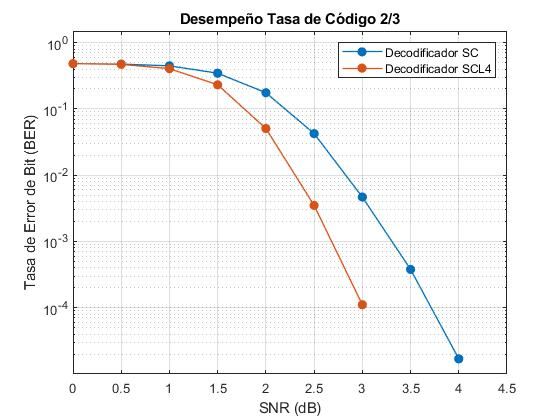 Desempeño Tasa de Código 2/3
Decodificador SC
Decodificador SCL4
Tasa de Error de Bit (BER)
10^0
10^-1
10^-2
10^-3
10^-4
0 0.5 1 1.5 2 2.5 3 3.5 4 4.5
SNR (dB)